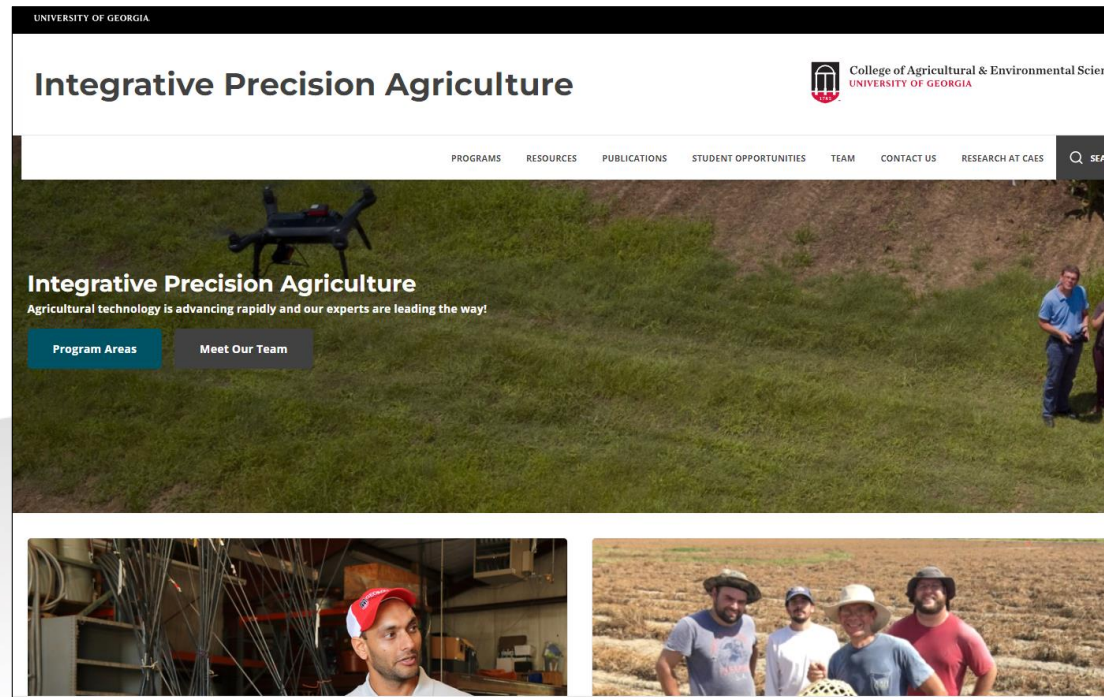 UNIVERSITY OF GEORGIA
Integrative Precision Agriculture
College of Agricultural & Environmental Scien
UNIVERSITY OF GEORGIA
1785
PROGRAMS RESOURCES PUBLICATIONS STUDENT OPPORTUNITIES TEAM CONTACT US RESEARCH AT CAES SEA
Integrative Precision Agriculture
Agricultural technology is advancing rapidly and our experts are leading the way!
Program Areas Meet Our Team